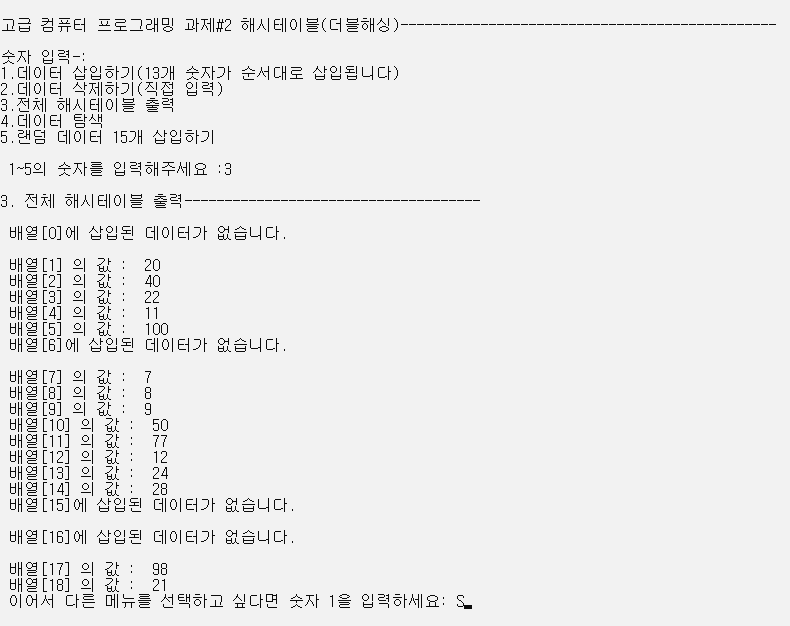 고급 컴퓨터 프로그래밍 과제#2 해시테이블(더블해싱)-----------------------------------------------
숫자 입력-:
1.데이터 삽입하기(13개 숫자가 순서대로 삽입됩니다)
2.데이터 삭제하기(직접 입력)
3.전체 해시테이블 출력
4.데이터 탐색
5.랜덤 데이터 15개 삽입하기
1~5의 숫자를 입력해주세요 :3
3. 전체 해시테이블 출력-------------------------------------
배열[0]에 삽입된 데이터가 없습니다.
배열[1] 의 값 : 20
배열[2] 의 값 : 40
배열[3] 의 값 : 22
배열[4] 의 값 : 11
배열[5] 의 값 : 100
배열[6]에 삽입된 데이터가 없습니다.
배열[7] 의 값 : 7
배열[8] 의 값 : 8
배열[9] 의 값 : 9
배열[10] 의 값 : 50
배열[11] 의 값 : 77
배열[12] 의 값 : 12
배열[13] 의 값 : 24
배열[14] 의 값 : 28
배열[15]에 삽입된 데이터가 없습니다.
배열[16]에 삽입된 데이터가 없습니다.
배열[17] 의 값 : 98
배열[18] 의 값 : 21
이어서 다른 메뉴를 선택하고 싶다면 숫자 1을 입력하세요: S